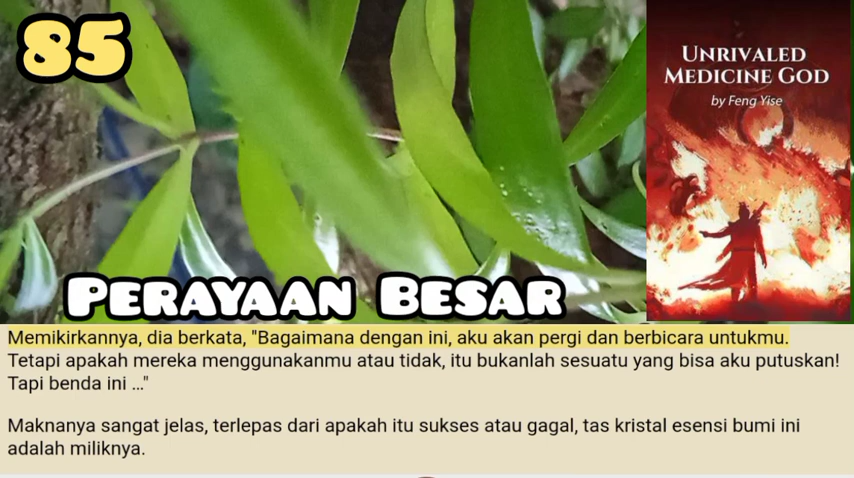 85
UNRIVALED
MEDICINE GOD
by Feng Yise
PERAYAAN BESAR
Memikirkannya, dia berkata, "Bagaimana dengan ini, aku akan pergi dan berbicara untukmu.
Tetapi apakah mereka menggunakanmu atau tidak, itu bukanlah sesuatu yang bisa aku putuskan!
Tapi benda ini ..."
Maknanya sangat jelas, terlepas dari apakah itu sukses atau gagal, tas kristal esensi bumi ini
adalah miliknya.